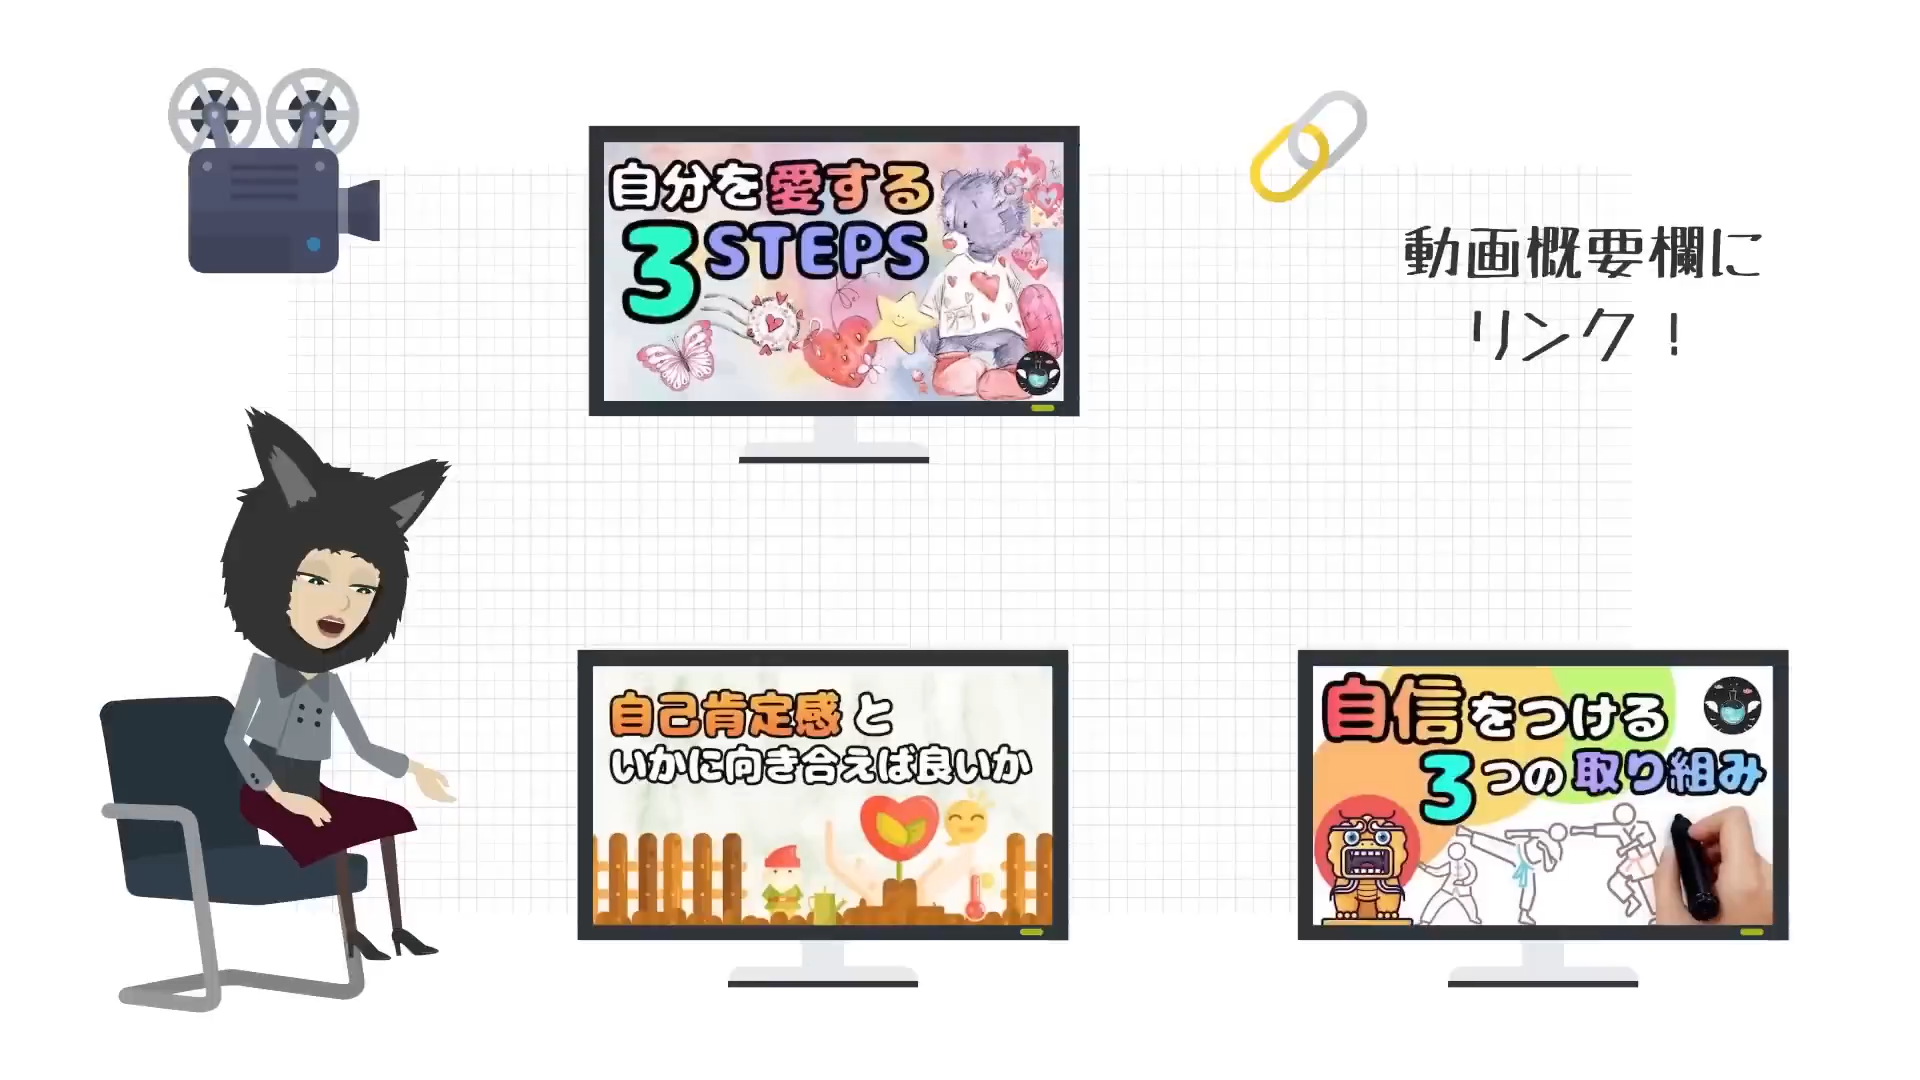 自分を愛する
3 STEPS
動画概要欄に
リンク！
自己肯定感と
いかに向き合えば良いか
自信をつける
3つの取り組み